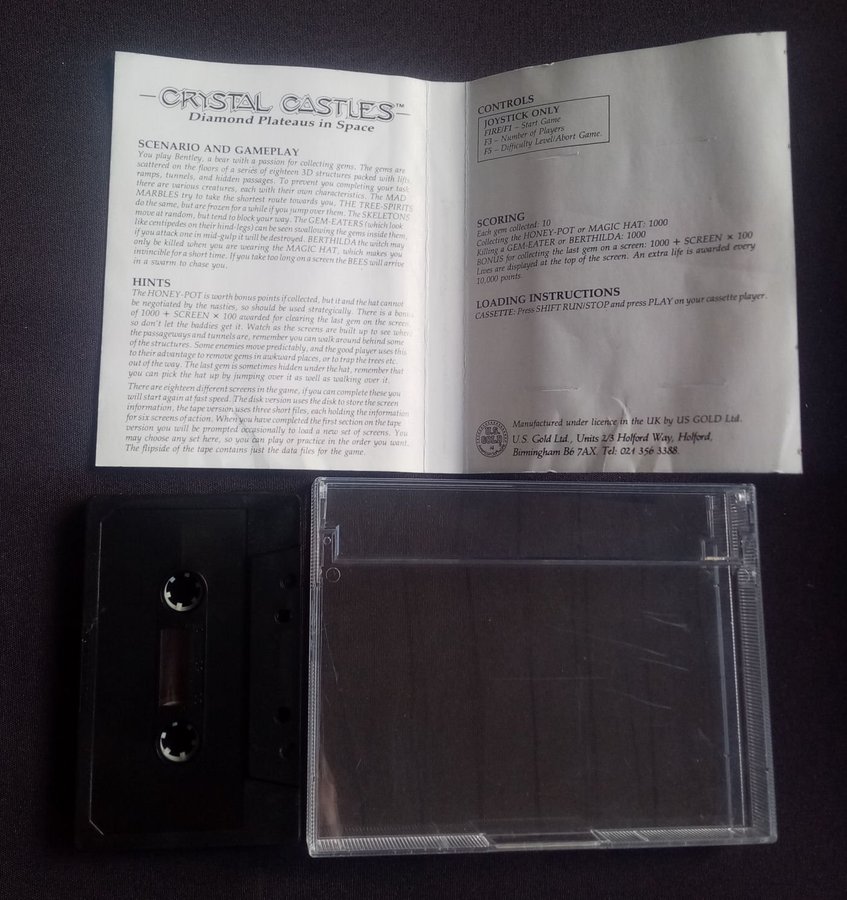 CRYSTAL CASTLES™
Diamond Plateaus in Space
SCENARIO AND GAMEPLAY
You play Bentley, a bear with a passion for collecting gems. The gems are
scattered on the floors of a series of eighteen 3D structures packed with lifts,
ramps, tunnels, and hidden passages. To prevent you completing your task
there are various creatures, each with their own characteristics. The MAD
MARBLES try to take the shortest route towards you, THE TREE-SPIRITS
do the same, but are frozen for a while if you jump over them. The SKELETONS
move at random, but tend to block your way. The GEM-EATERS (which look
like centipedes on their hind-legs) can be seen swallowing the gems inside them,
if you attack one in mid-gulp it will be destroyed. BERTHILDA the witch may
only be killed when you are wearing the MAGIC HAT, which makes you
invincible for a short time. If you take too long on a screen the BEES will arrive
in a swarm to chase you.
HINTS
The HONEY-POT is worth bonus points if collected, but it and the hat cannot
be negotiated by the nasties, so should be used strategically. There is a bonus
of 1000 + SCREEN × 100 awarded for clearing the last gem on the screen,
so don't let the baddies get it. Watch as the screens are built up to see where
the passageways and tunnels are, remember you can walk around behind some
of the structures. Some enemies move predictably, and the good player uses this
to their advantage to remove gems in awkward places, or to trap the trees etc.
out of the way. The last gem is sometimes hidden under the hat, remember that
you can pick the hat up by jumping over it as well as walking over it.
There are eighteen different screens in the game, if you can complete these you
will start again at fast speed. The disk version uses the disk to store the screen
information, the tape version uses three short files, each holding the information
for six screens of action. When you have completed the first section on the tape
version you will be prompted occasionally to load a new set of screens. You
may choose any set here, so you can play or practice in the order you want.
The flipside of the tape contains just the data files for the game.
CONTROLS
JOYSTICK ONLY
FIRE/F1 – Start Game
F3 – Number of Players
F5 – Difficulty Level/Abort Game.
SCORING
Each gem collected: 10
Collecting the HONEY-POT or MAGIC HAT: 1000
Killing a GEM-EATER or BERTHILDA: 1000
BONUS for collecting the last gem on a screen: 1000 + SCREEN × 100
Lives are displayed at the top of the screen. An extra life is awarded every
10,000 points.
LOADING INSTRUCTIONS
CASSETTE: Press SHIFT RUN/STOP and press PLAY on your cassette player.
U.S.
GOLD
Manufactured under licence in the UK by US GOLD Ltd.
U.S. Gold Ltd., Units 2/3 Holford Way, Holford,
Birmingham B6 7AX. Tel: 021 356 3388.